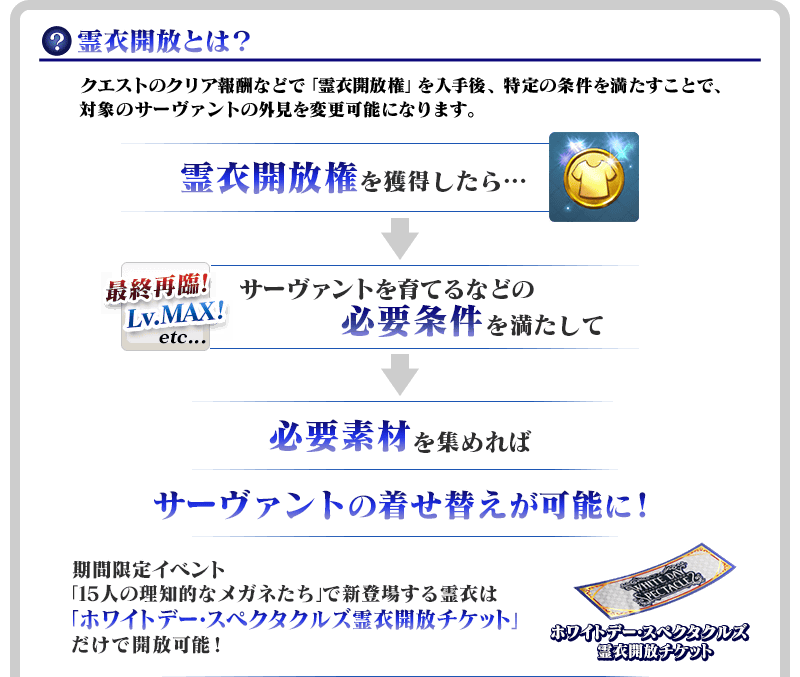 ? 霊衣開放とは?
クエストのクリア報酬などで「霊衣開放権」を入手後、特定の条件を満たすことで、
対象のサーヴァントの外見を変更可能になります。
霊衣開放権を獲得したら…
最終再臨!
Lv.MAX!
etc...
サーヴァントを育てるなどの
必要条件を満たして
必要素材を集めれば
サーヴァントの着せ替えが可能に!
期間限定イベント
「15人の理知的なメガネたち」で新登場する霊衣は
「ホワイトデー・スペクタクルズ霊衣開放チケット」
だけで開放可能!
WHITE DAY
SPECTACLES
ホワイトデー・スペクタクルズ
霊衣開放チケット